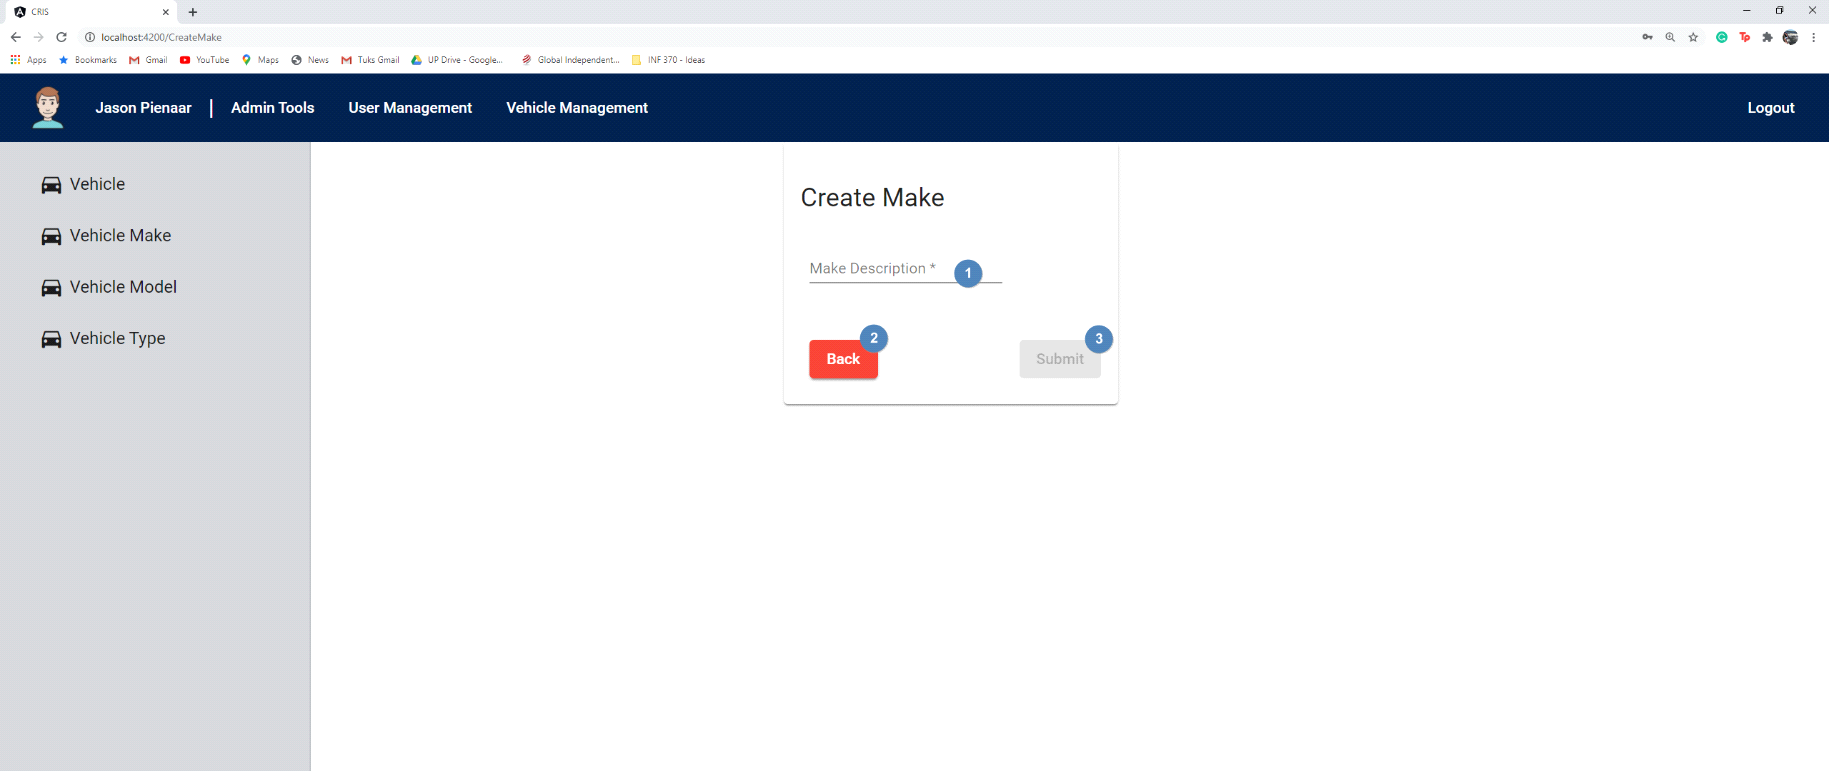 CRIS
localhost:4200/CreateMake
Apps Bookmarks Gmail YouTube Maps News Tuks Gmail UP Drive - Google... Global Independent... INF 370 - Ideas
Jason Pienaar | Admin Tools User Management Vehicle Management Logout
Vehicle
Vehicle Make
Vehicle Model
Vehicle Type
Create Make
Make Description * 1
2 3
Back Submit